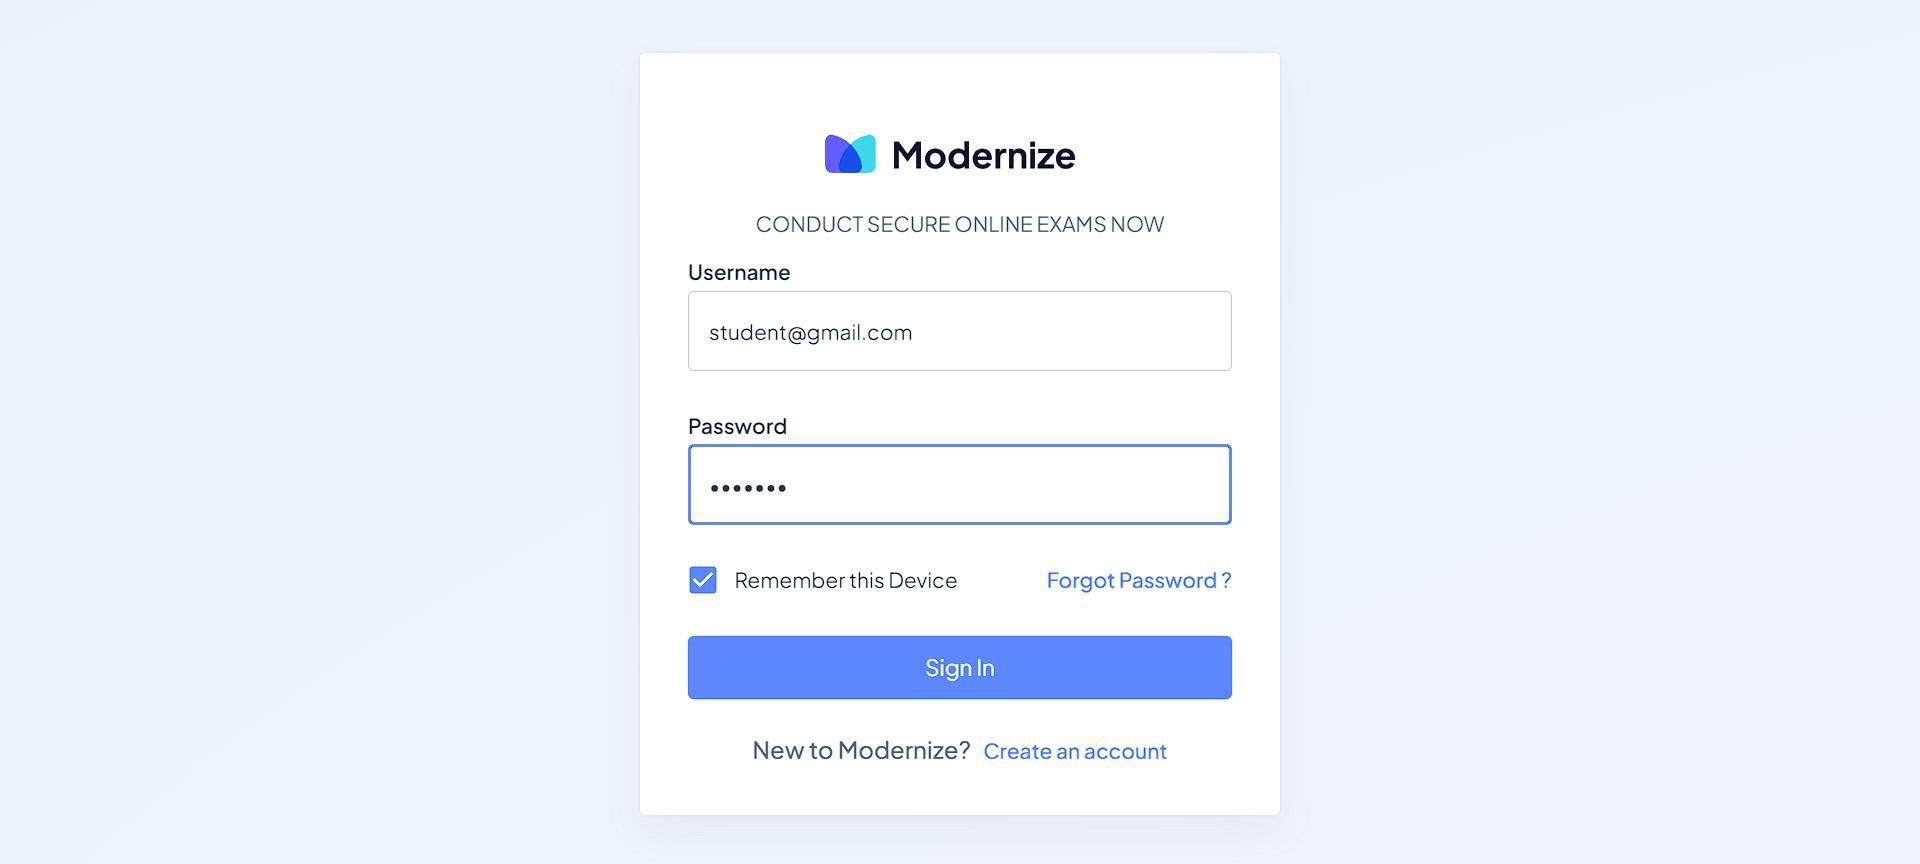 Modernize
CONDUCT SECURE ONLINE EXAMS NOW
Username
student@gmail.com
Password
•••••••
Remember this Device Forgot Password ?
Sign In
New to Modernize? Create an account